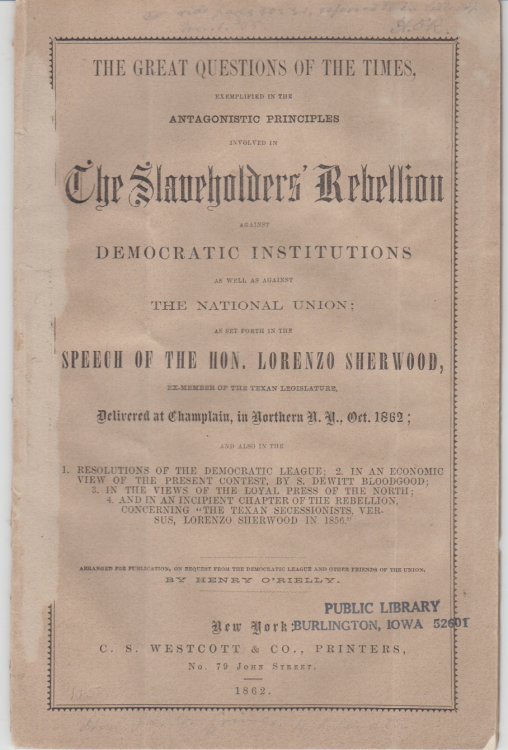 H. O'R.
THE GREAT QUESTIONS OF THE TIMES,
EXEMPLIFIED IN THE
ANTAGONISTIC PRINCIPLES
INVOLVED IN
The Slaveholders' Rebellion
AGAINST
DEMOCRATIC INSTITUTIONS
AS WELL AS AGAINST
THE NATIONAL UNION;
AS SET FORTH IN THE
SPEECH OF THE HON. LORENZO SHERWOOD,
EX-MEMBER OF THE TEXAN LEGISLATURE,
Delivered at Champlain, in Northern N. Y., Oct. 1862;
AND ALSO IN THE
1. RESOLUTIONS OF THE DEMOCRATIC LEAGUE; 2. IN AN ECONOMIC
VIEW OF THE PRESENT CONTEST, BY S. DEWITT BLOODGOOD;
3. IN THE VIEWS OF THE LOYAL PRESS OF THE NORTH;
4. AND IN AN INCIPIENT CHAPTER OF THE REBELLION,
CONCERNING "THE TEXAN SECESSIONISTS, VER-
SUS, LORENZO SHERWOOD IN 1856."
ARRANGED FOR PUBLICATION, ON REQUEST FROM THE DEMOCRATIC LEAGUE AND OTHER FRIENDS OF THE UNION,
BY HENRY O'RIELLY.
PUBLIC LIBRARY
New York: BURLINGTON, IOWA 52601
C. S. WESTCOTT & CO., PRINTERS,
No. 79 JOHN STREET.
1862.